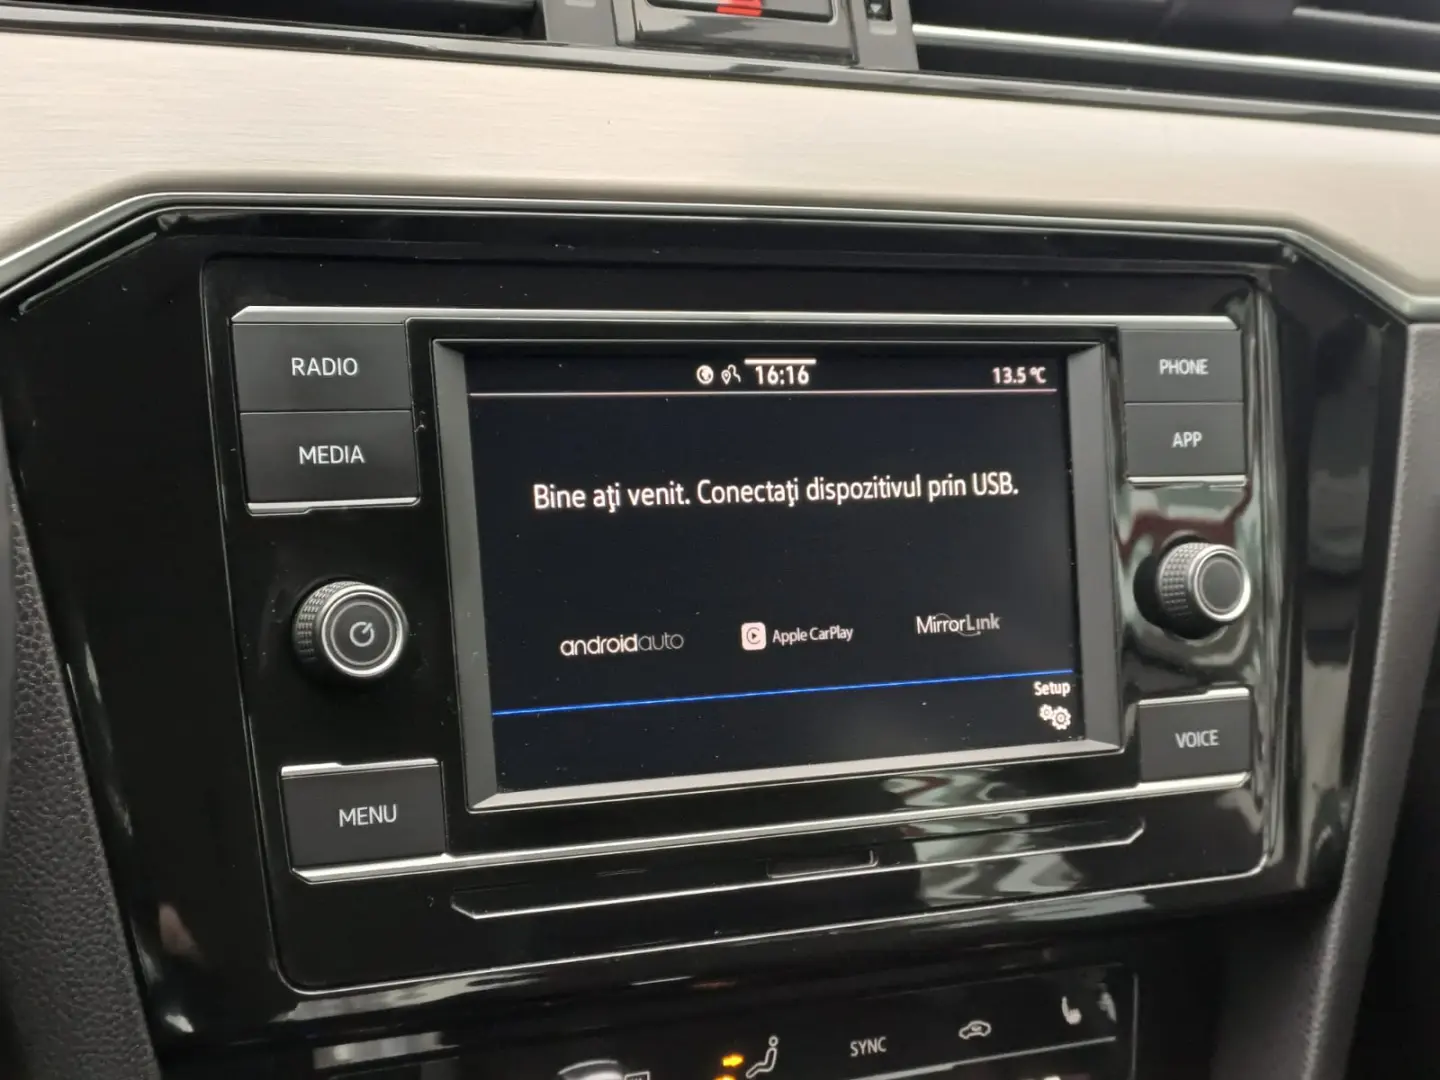 RADIO
MEDIA
MENU
16:16
13.5 °C
Bine aţi venit. Conectaţi dispozitivul prin USB.
androidauto
Apple CarPlay
MirrorLink
Setup
PHONE
APP
VOICE
SYNC